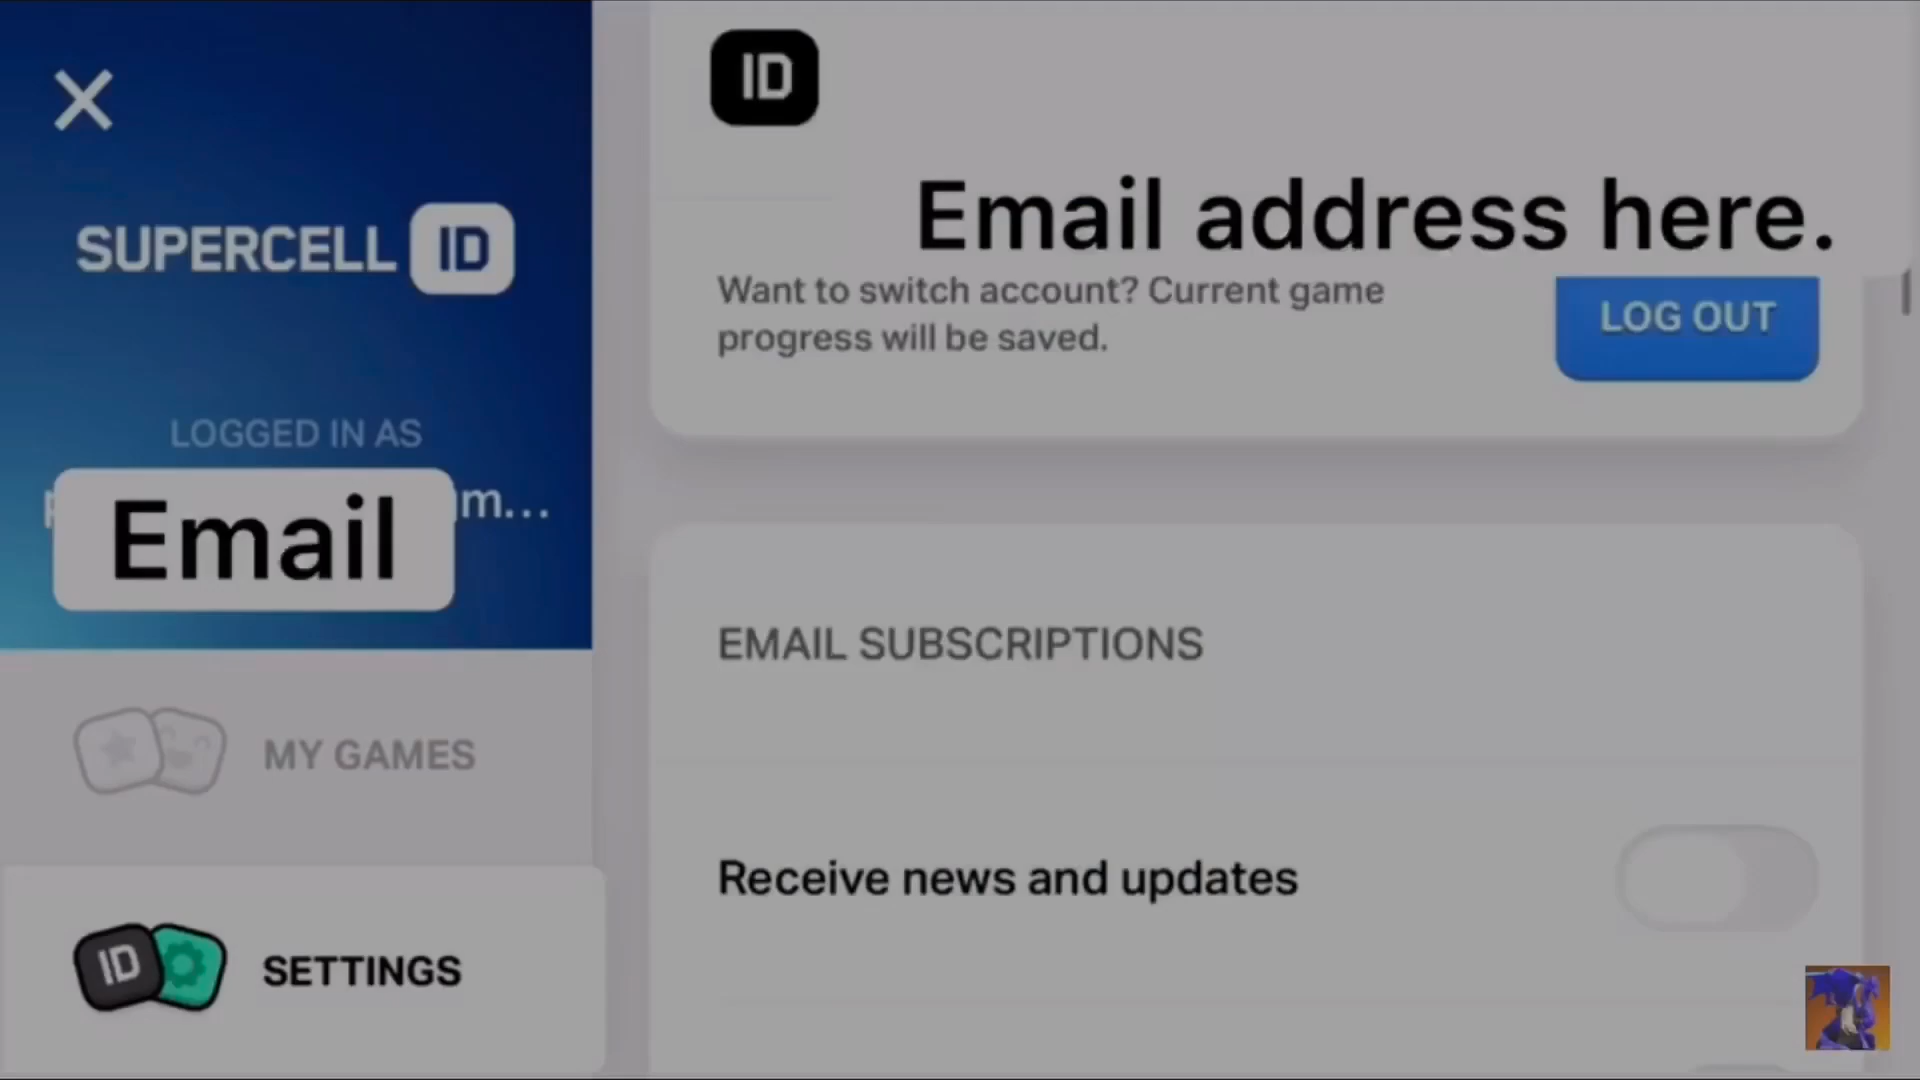 SUPERCELL ID
LOGGED IN AS
Email
m...
MY GAMES
SETTINGS
ID
ID
Email address here.
Want to switch account? Current game
progress will be saved.
LOG OUT
EMAIL SUBSCRIPTIONS
Receive news and updates